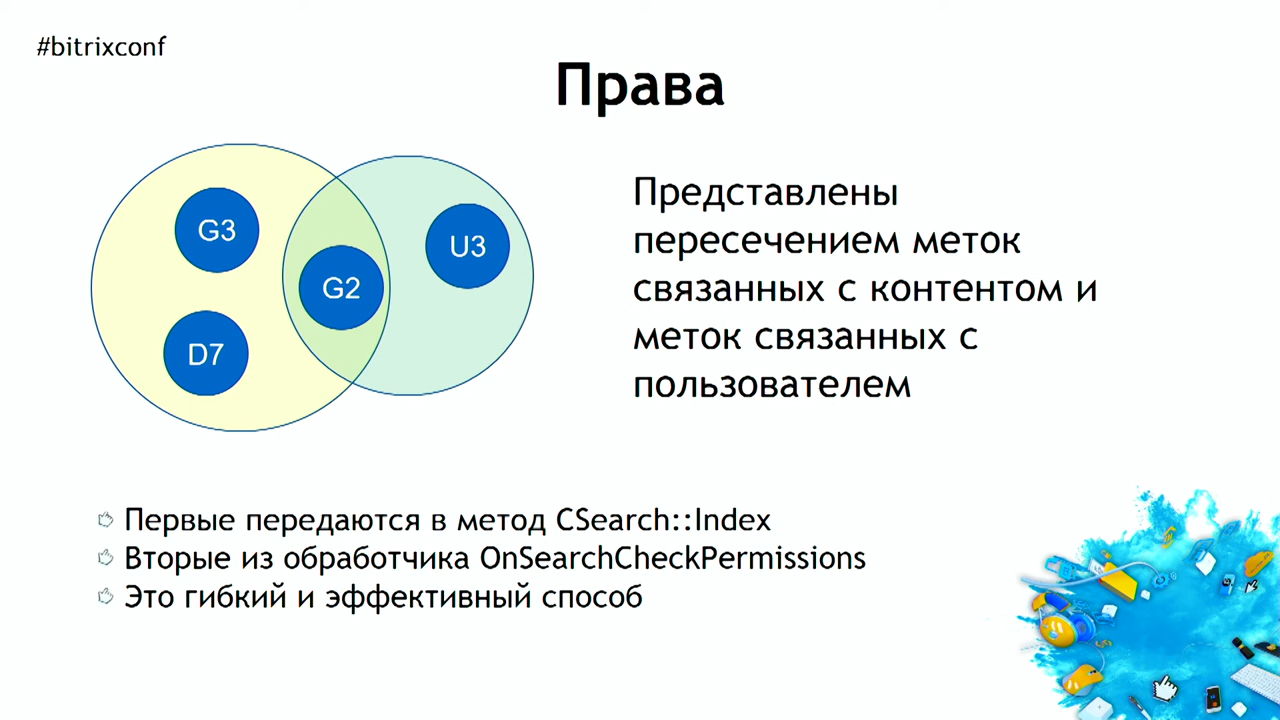 #bitrixconf
Права
G3
G2
U3
D7
Представлены
пересечением меток
связанных с контентом и
меток связанных с
пользователем
Первые передаются в метод CSearch::Index
Вторые из обработчика OnSearchCheckPermissions
Это гибкий и эффективный способ